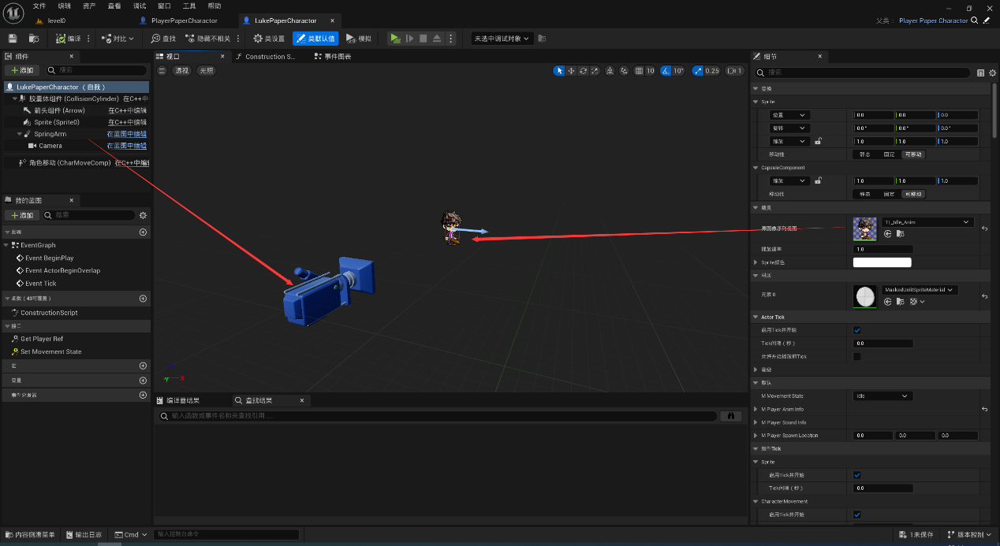 文件 编辑 资产 查看 调试 窗口 工具 帮助
level0 PlayerPaperCharactor LukePaperCharactor
父类： Player Paper Charactor
编译 对比 查找 隐藏不相关 类设置 类默认值 模拟 未选中调试对象
组件
添加 搜索
LukePaperCharactor （自我）
胶囊体组件 (CollisionCylinder) 在C++中
箭头组件 (Arrow) 在C++中编辑
Sprite (Sprite0) 在C++中编辑
SpringArm 在蓝图中编辑
Camera 在蓝图中编辑
角色移动 (CharMoveComp) 在C++中编辑
我的蓝图
添加 搜索
图表
EventGraph
Event BeginPlay
Event ActorBeginOverlap
Event Tick
函数（43可覆盖）
ConstructionScript
接口
Get Player Ref
Set Movement State
宏
变量
事件分发器
视口 Construction S... 事件图表
透视 光照 10 10° 0.25 1
Z
Y X
编译器结果 查找结果
输入函数或事件名称来查找引用....
细节
搜索
变换
Sprite
位置 0.0 0.0 0.0
旋转 0.0° 0.0° 0.0°
缩放 1.0 1.0 1.0
移动性 静态 固定 可移动
CapsuleComponent
缩放 1.0 1.0 1.0
移动性 静态 固定 可移动
精灵
源图像序列视图 TI_Idle_Anim
播放速率 1.0
Sprite颜色
材质
元素 0 MaskedUnlitSpriteMaterial
Actor Tick
启用Tick并开始
Tick间隔（秒） 0.0
允许开始播放前Tick
高级
默认
M Movement State Idle
M Player Anim Info
M Player Sound Info
M Player Spawn Location 0.0 0.0 0.0
组件Tick
Sprite
启用Tick并开始
Tick间隔（秒） 0.0
CharacterMovement
启用Tick并开始
内容侧滑菜单 输出日志 Cmd 输入控制台命令 1未保存 版本控制